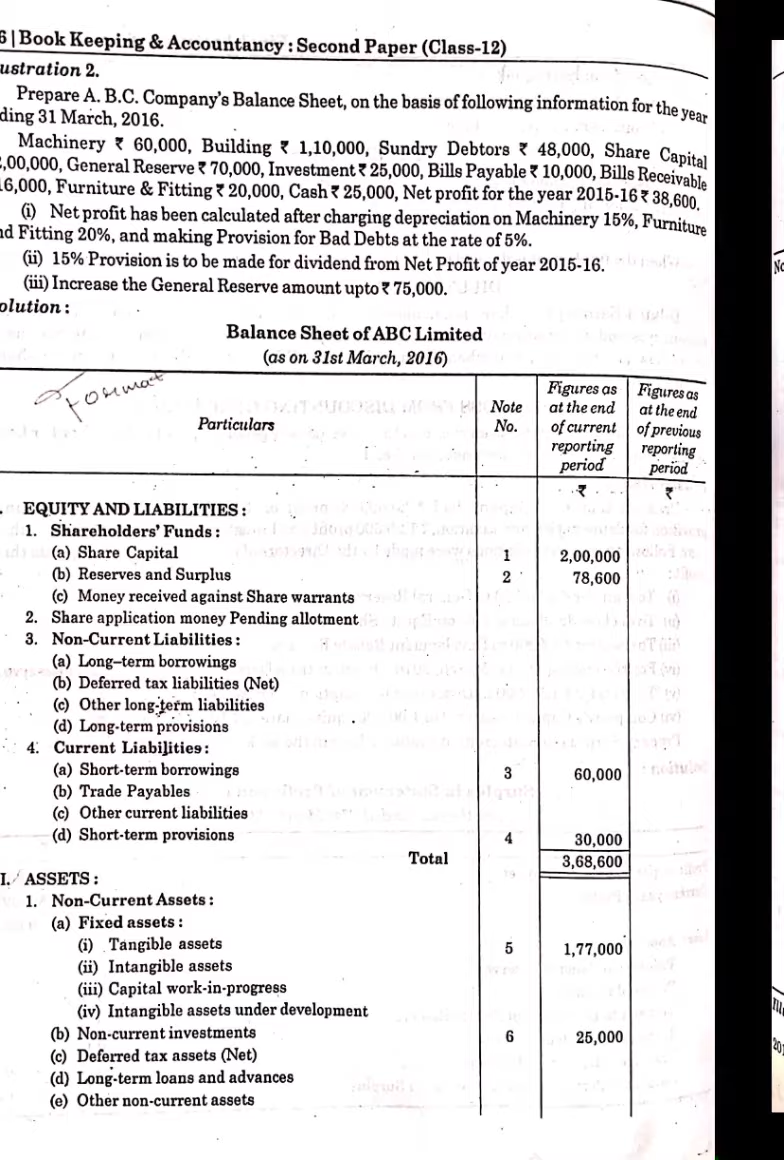 6 | Book Keeping & Accountancy : Second Paper (Class-12)
ustration 2.
Prepare A. B.C. Company's Balance Sheet, on the basis of following information for the year
ding 31 March, 2016.
Machinery ₹ 60,000, Building ₹ 1,10,000, Sundry Debtors ₹ 48,000, Share Capital
,00,000, General Reserve ₹ 70,000, Investment ₹ 25,000, Bills Payable ₹ 10,000, Bills Receivable
6,000, Furniture & Fitting ₹ 20,000, Cash ₹ 25,000, Net profit for the year 2015-16 ₹ 38,600.
(i) Net profit has been calculated after charging depreciation on Machinery 15%, Furniture
nd Fitting 20%, and making Provision for Bad Debts at the rate of 5%.
(ii) 15% Provision is to be made for dividend from Net Profit of year 2015-16.
(iii) Increase the General Reserve amount upto ₹ 75,000.
olution :
Balance Sheet of ABC Limited
(as on 31st March, 2016)
Format
Particulars
Note
No.
Figures as
at the end
of current
reporting
period
Figures as
at the end
of previous
reporting
period
₹ ₹
. EQUITY AND LIABILITIES :
1. Shareholders' Funds :
(a) Share Capital 1 2,00,000
(b) Reserves and Surplus 2 78,600
(c) Money received against Share warrants
2. Share application money Pending allotment
3. Non-Current Liabilities :
(a) Long–term borrowings
(b) Deferred tax liabilities (Net)
(c) Other long-term liabilities
(d) Long-term provisions
4. Current Liabilities :
(a) Short-term borrowings 3 60,000
(b) Trade Payables
(c) Other current liabilities
(d) Short-term provisions 4 30,000
Total 3,68,600
I. ASSETS :
1. Non-Current Assets :
(a) Fixed assets :
(i) Tangible assets 5 1,77,000
(ii) Intangible assets
(iii) Capital work-in-progress
(iv) Intangible assets under development
(b) Non-current investments 6 25,000
(c) Deferred tax assets (Net)
(d) Long-term loans and advances
(e) Other non-current assets